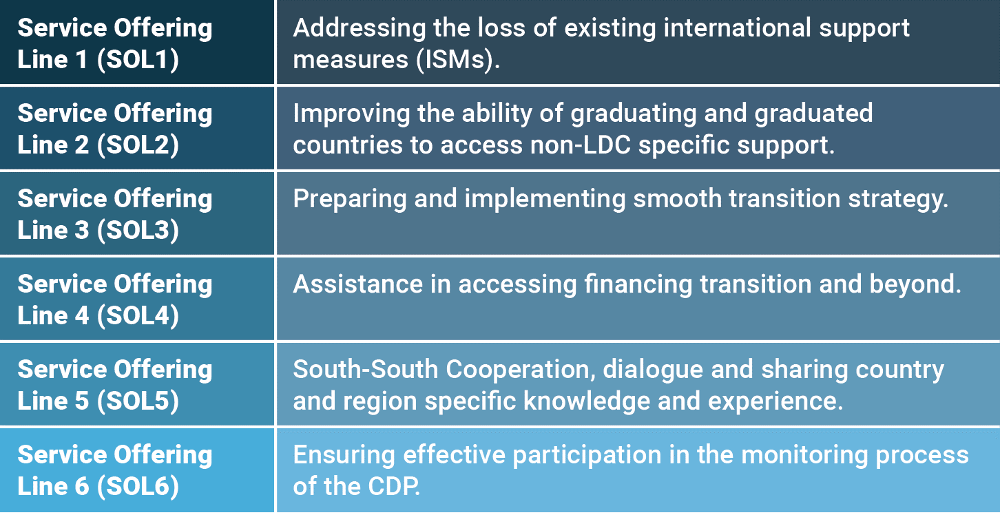 Service Offering
Line 1 (SOL1)
Addressing the loss of existing international support
measures (ISMs).
Service Offering
Line 2 (SOL2)
Improving the ability of graduating and graduated
countries to access non-LDC specific support.
Service Offering
Line 3 (SOL3)
Preparing and implementing smooth transition strategy.
Service Offering
Line 4 (SOL4)
Assistance in accessing financing transition and beyond.
Service Offering
Line 5 (SOL5)
South-South Cooperation, dialogue and sharing country
and region specific knowledge and experience.
Service Offering
Line 6 (SOL6)
Ensuring effective participation in the monitoring process
of the CDP.